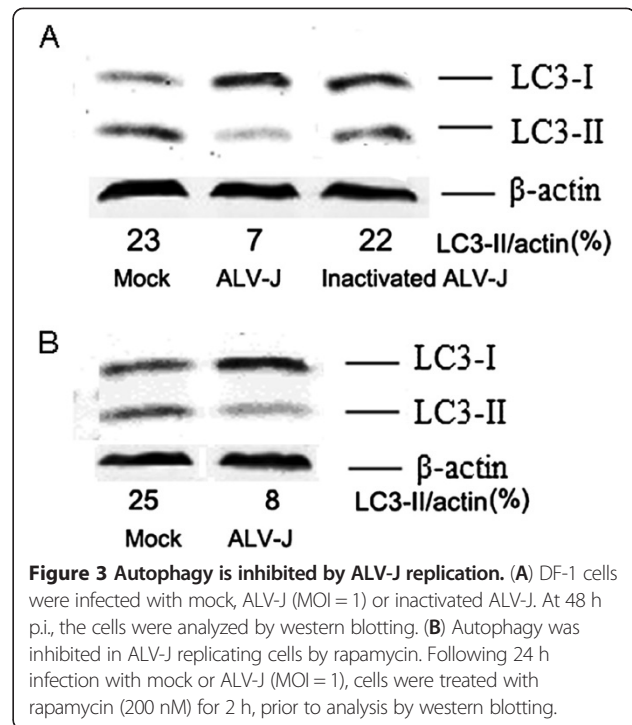 A
LC3-I
LC3-II
β-actin
23 7 22 LC3-II/actin(%)
Mock ALV-J Inactivated ALV-J
B
LC3-I
LC3-II
β-actin
25 8 LC3-II/actin(%)
Mock ALV-J
Figure 3 Autophagy is inhibited by ALV-J replication. (A) DF-1 cells
were infected with mock, ALV-J (MOI = 1) or inactivated ALV-J. At 48 h
p.i., the cells were analyzed by western blotting. (B) Autophagy was
inhibited in ALV-J replicating cells by rapamycin. Following 24 h
infection with mock or ALV-J (MOI = 1), cells were treated with
rapamycin (200 nM) for 2 h, prior to analysis by western blotting.